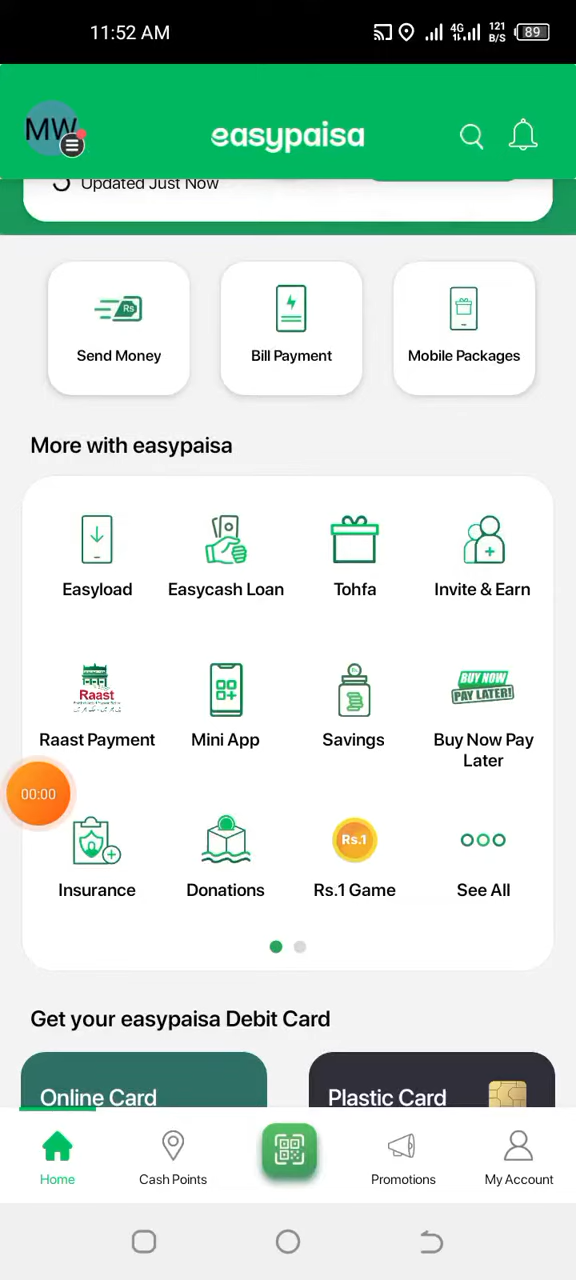 11:52 AM
4G
121
B/S
89
MW
easypaisa
Updated Just Now
Rs
Send Money
Bill Payment
Mobile Packages
More with easypaisa
Easyload
Easycash Loan
Tohfa
Invite & Earn
Raast
BUY NOW
PAY LATER!
Raast Payment
Mini App
Savings
Buy Now Pay
Later
00:00
Rs.1
Insurance
Donations
Rs.1 Game
See All
Get your easypaisa Debit Card
Online Card
Plastic Card
Home
Cash Points
Promotions
My Account